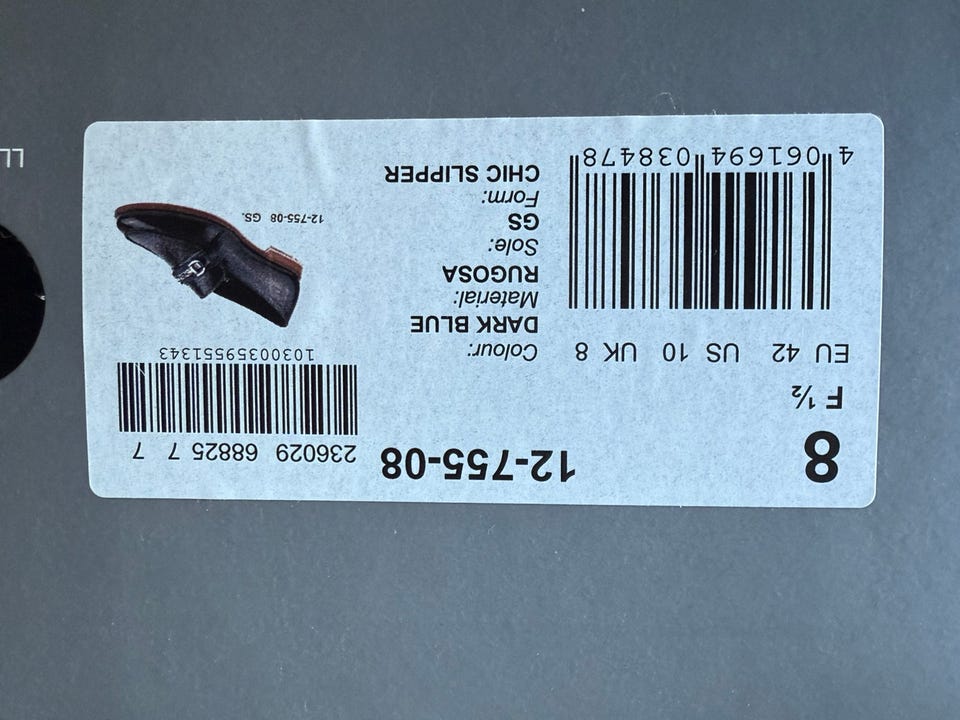 8
F ½
EU 42 US 10 UK 8
4 061694 038478
12-755-08
Colour:
DARK BLUE
Material:
RUGOSA
Sole:
GS
Form:
CHIC SLIPPER
236029 68825 7 7
10300359551343
12-755-08 GS.